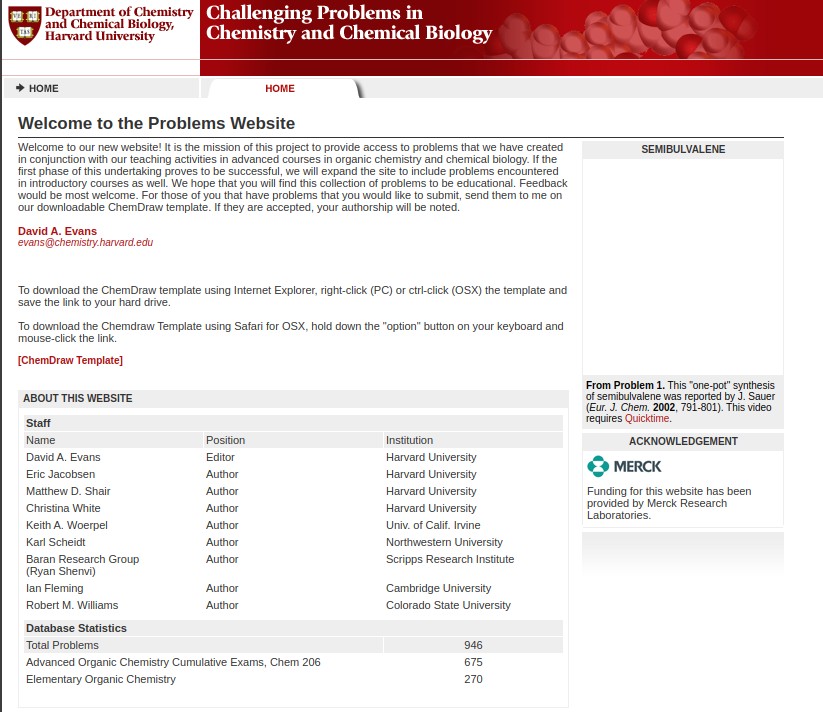 Department of Chemistry
and Chemical Biology,
Harvard University
Challenging Problems in
Chemistry and Chemical Biology
HOME
HOME
Welcome to the Problems Website
Welcome to our new website! It is the mission of this project to provide access to problems that we have created
in conjunction with our teaching activities in advanced courses in organic chemistry and chemical biology. If the
first phase of this undertaking proves to be successful, we will expand the site to include problems encountered
in introductory courses as well. We hope that you will find this collection of problems to be educational. Feedback
would be most welcome. For those of you that have problems that you would like to submit, send them to me on
our downloadable ChemDraw template. If they are accepted, your authorship will be noted.
David A. Evans
evans@chemistry.harvard.edu
To download the ChemDraw template using Internet Explorer, right-click (PC) or ctrl-click (OSX) the template and
save the link to your hard drive.
To download the Chemdraw Template using Safari for OSX, hold down the "option" button on your keyboard and
mouse-click the link.
[ChemDraw Template]
ABOUT THIS WEBSITE
Staff
Name Position Institution
David A. Evans Editor Harvard University
Eric Jacobsen Author Harvard University
Matthew D. Shair Author Harvard University
Christina White Author Harvard University
Keith A. Woerpel Author Univ. of Calif. Irvine
Karl Scheidt Author Northwestern University
Baran Research Group Author Scripps Research Institute
(Ryan Shenvi)
Ian Fleming Author Cambridge University
Robert M. Williams Author Colorado State University
Database Statistics
Total Problems 946
Advanced Organic Chemistry Cumulative Exams, Chem 206 675
Elementary Organic Chemistry 270
SEMIBULVALENE
From Problem 1. This "one-pot" synthesis
of semibulvalene was reported by J. Sauer
(Eur. J. Chem. 2002, 791-801). This video
requires Quicktime.
ACKNOWLEDGEMENT
MERCK
Funding for this website has been
provided by Merck Research
Laboratories.